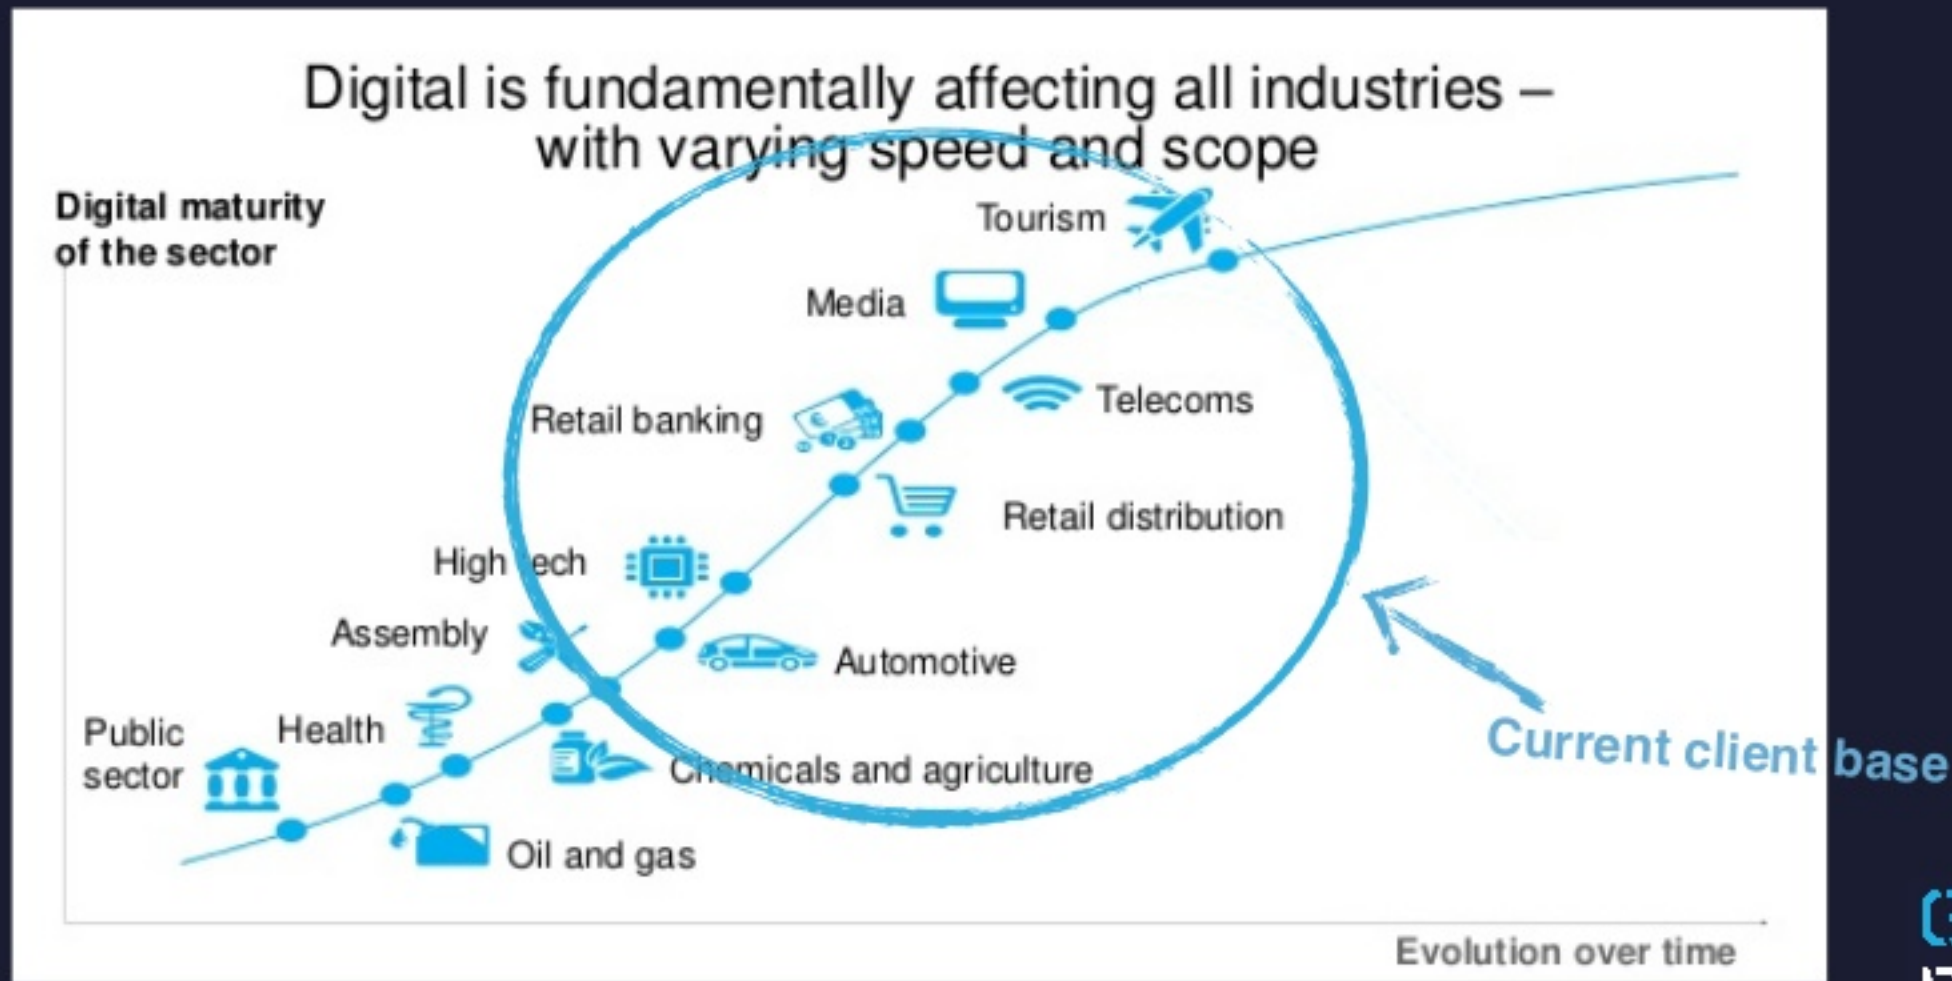 Digital is fundamentally affecting all industries –
with varying speed and scope
Digital maturity
of the sector
Tourism
Media
Telecoms
Retail banking
Retail distribution
High tech
Assembly
Automotive
Public
sector
Health
Chemicals and agriculture
Oil and gas
Current client base
Evolution over time